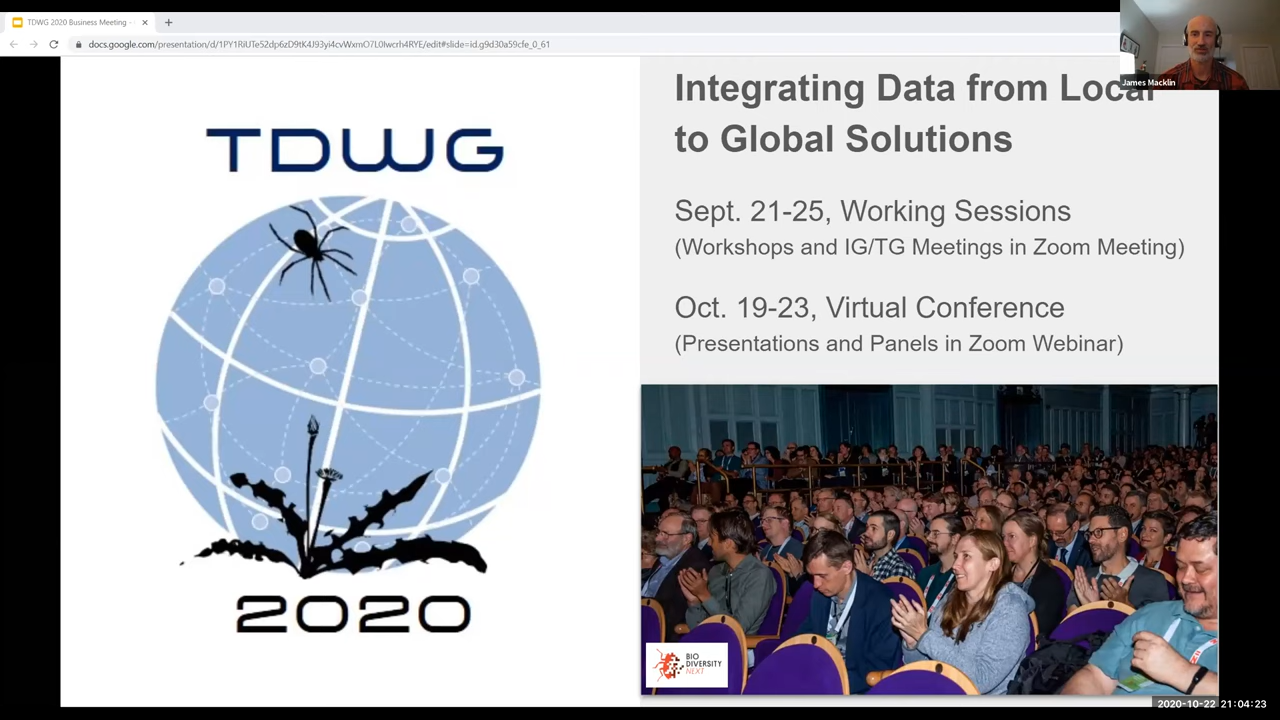 TDWG 2020 Business Meeting -
docs.google.com/presentation/d/1PY1RiUTe52dp6zD9tK4J93yi4cvWxmO7L0Iwcrh4RYE/edit#slide=id.g9d30a59cfe_0_61
James Macklin
TDWG
2020
Integrating Data from Local
to Global Solutions
Sept. 21-25, Working Sessions
(Workshops and IG/TG Meetings in Zoom Meeting)
Oct. 19-23, Virtual Conference
(Presentations and Panels in Zoom Webinar)
BIO
DIVERSITY
NEXT
2020-10-22 21:04:23